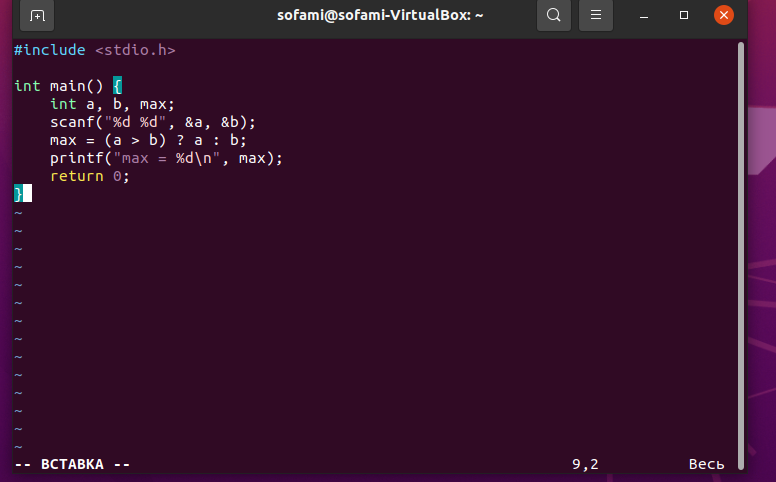 sofami@sofami-VirtualBox: ~
#include <stdio.h>
int main() {
    int a, b, max;
    scanf("%d %d", &a, &b);
    max = (a > b) ? a : b;
    printf("max = %d\n", max);
    return 0;
}
~
~
~
~
~
~
~
~
~
~
~
~
~
~
-- ВСТАВКА -- 9,2 Весь